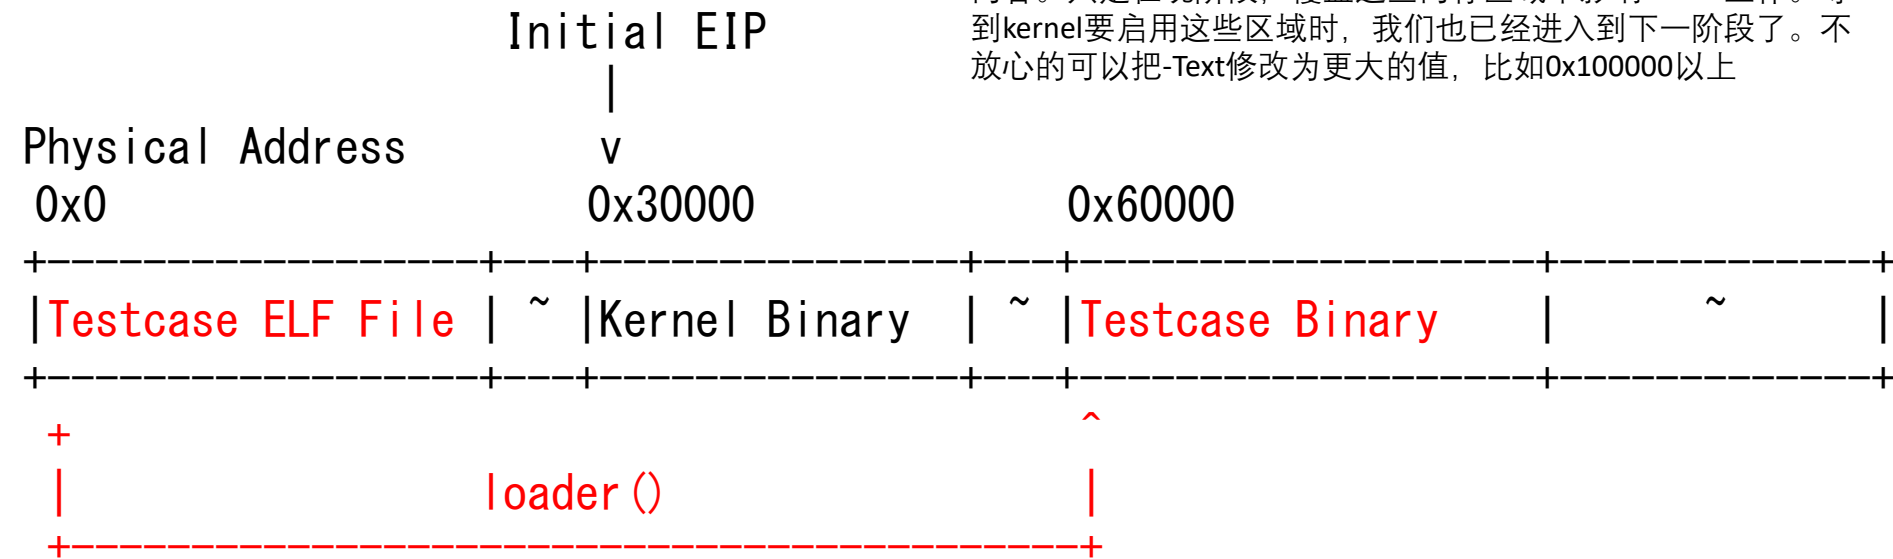 Initial EIP
到kernel要启用这些区域时，我们也已经进入到下一阶段了。不
放心的可以把-Text修改为更大的值，比如0x100000以上
|
Physical Address v
0x0 0x30000 0x60000
+------------------+---+---------------+---+-------------------+-------------+
|Testcase ELF File | ~ |Kernel Binary | ~ |Testcase Binary | ~ |
+------------------+---+---------------+---+-------------------+-------------+
+ ^
| loader() |
+------------------------------------------+